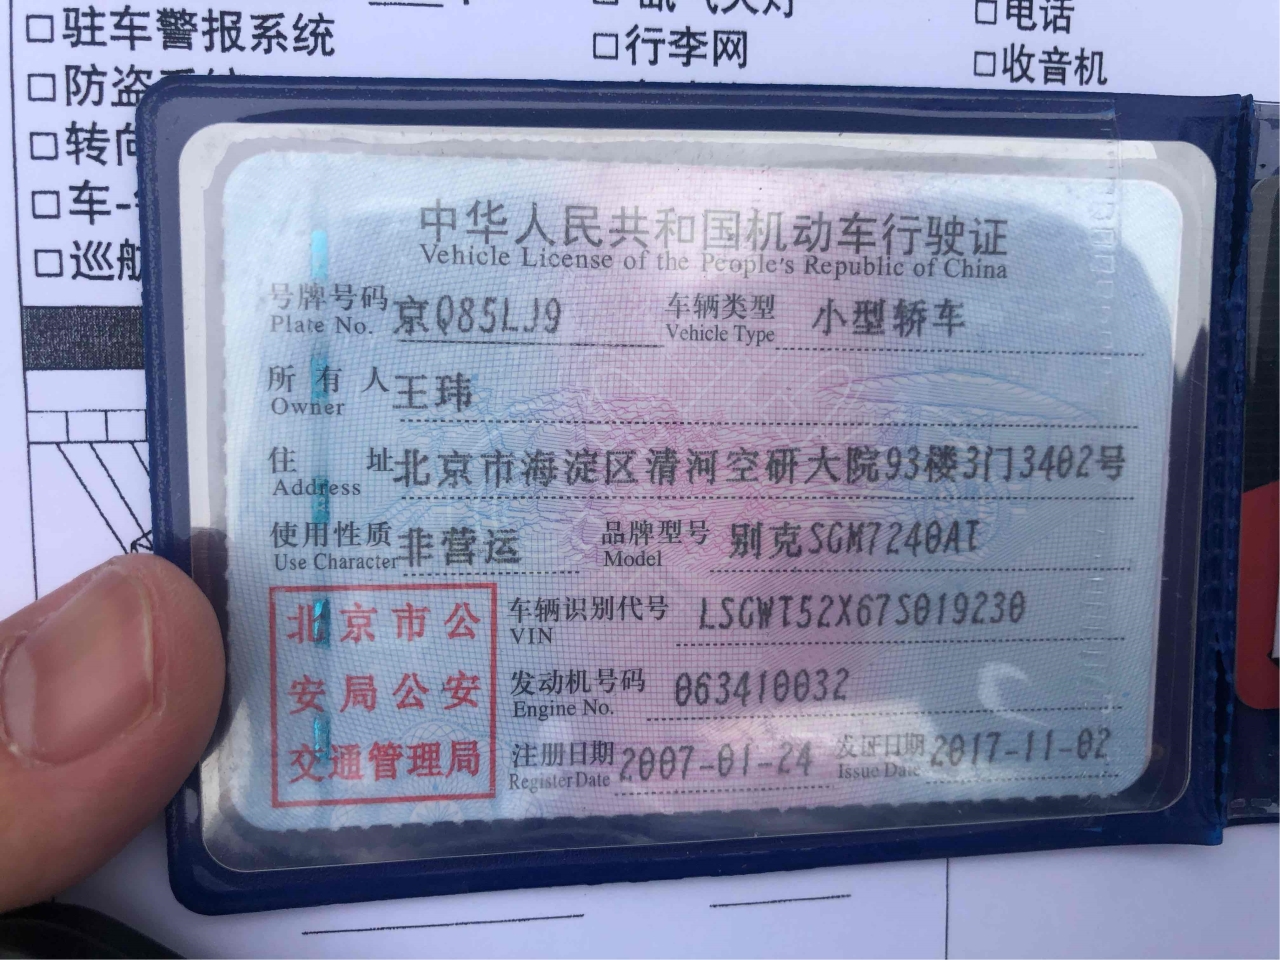 □驻车警报系统
□行李网
□电话
□收音机
□防盗
□转向
□车-
□巡航
中华人民共和国机动车行驶证
Vehicle License of the People's Republic of China
号牌号码 京Q85LJ9 车辆类型 小型轿车
Plate No. Vehicle Type
所有人 王玮
Owner
住址 北京市海淀区清河空研大院93楼3门3402号
Address
使用性质 非营运 品牌型号 别克SGM7240AT
Use Character Model
北京市公
安局公安
交通管理局
车辆识别代号 LSGWT52X67S019230
VIN
发动机号码 063410032
Engine No.
注册日期 2007-01-24 发证日期 2017-11-02
Register Date Issue Date